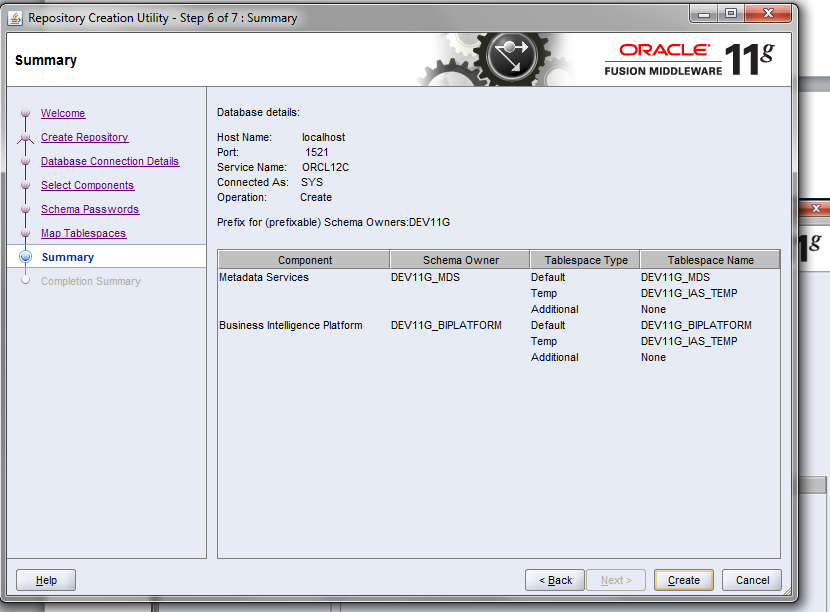 Repository Creation Utility - Step 6 of 7 : Summary
Summary
ORACLE
FUSION MIDDLEWARE 11g
Welcome
Create Repository
Database Connection Details
Select Components
Schema Passwords
Map Tablespaces
Summary
Completion Summary
Database details:
Host Name: localhost
Port: 1521
Service Name: ORCL12C
Connected As: SYS
Operation: Create
Prefix for (prefixable) Schema Owners:DEV11G
Component Schema Owner Tablespace Type Tablespace Name
Metadata Services DEV11G_MDS Default DEV11G_MDS
Temp DEV11G_IAS_TEMP
Additional None
Business Intelligence Platform DEV11G_BIPLATFORM Default DEV11G_BIPLATFORM
Temp DEV11G_IAS_TEMP
Additional None
Help < Back Next > Create Cancel
1g